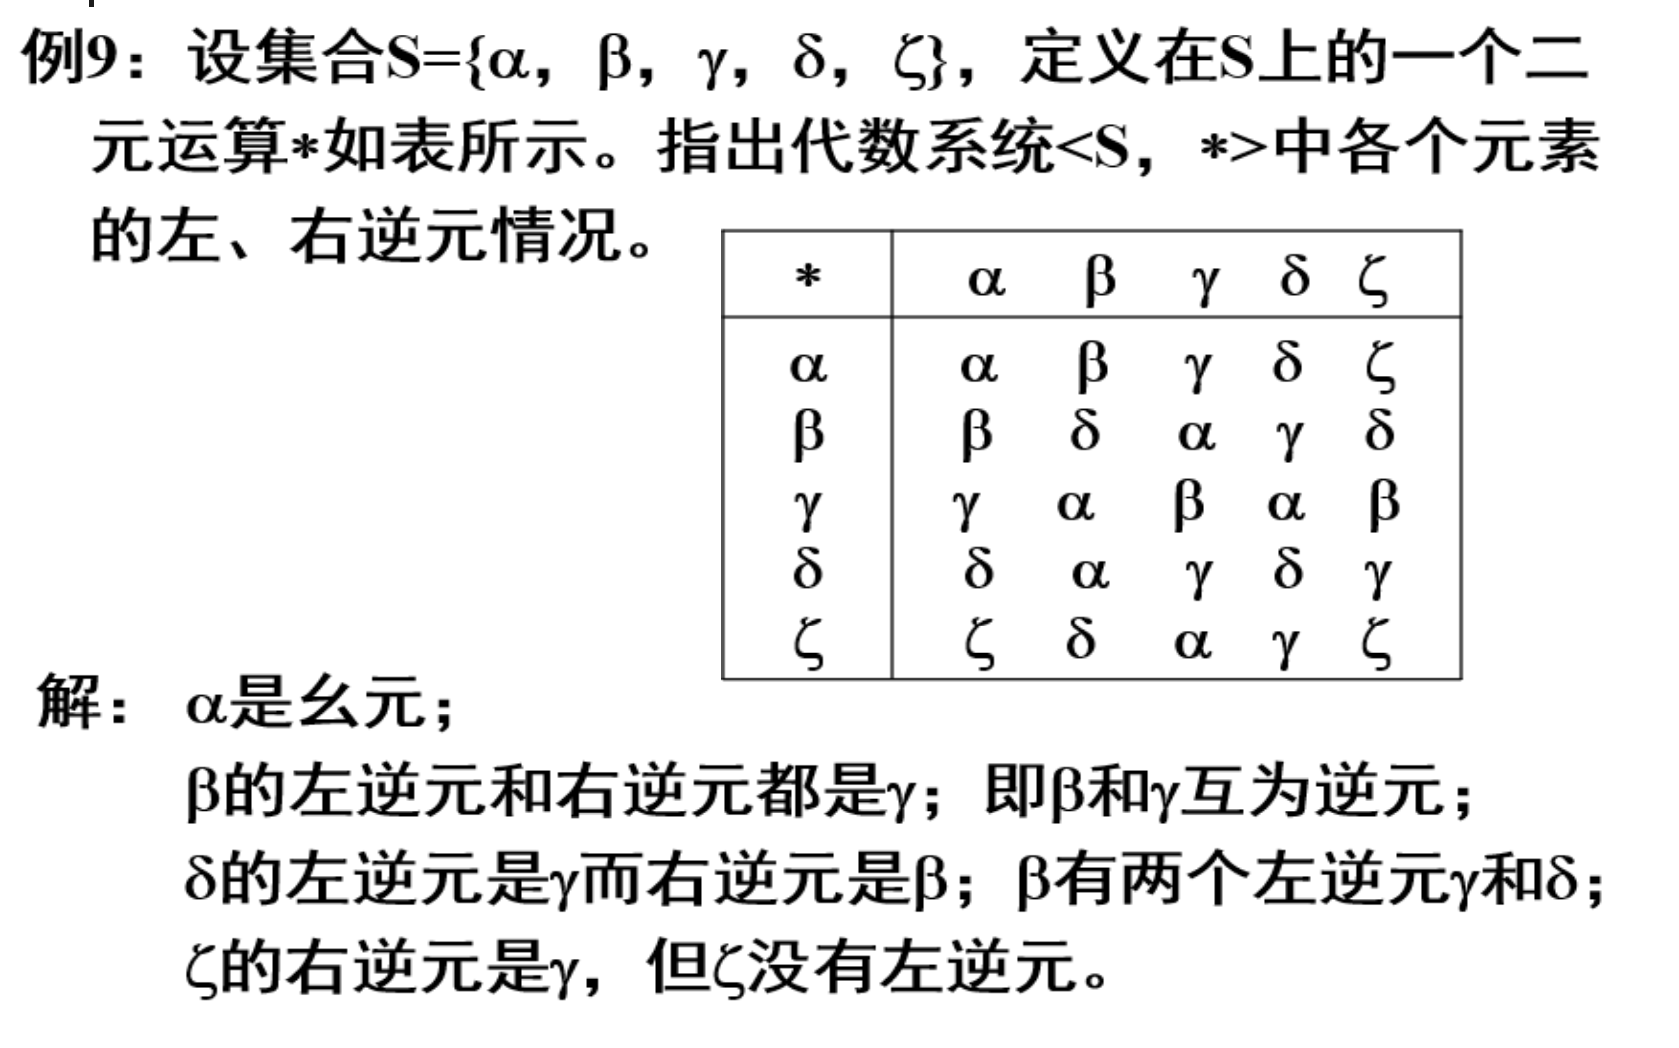 例9：设集合S={α，β，γ，δ，ζ}，定义在S上的一个二
元运算*如表所示。指出代数系统<S，*>中各个元素
的左、右逆元情况。
* α β γ δ ζ
α α β γ δ ζ
β β δ α γ δ
γ γ α β α β
δ δ α γ δ γ
ζ ζ δ α γ ζ
解： α是幺元；
β的左逆元和右逆元都是γ；即β和γ互为逆元；
δ的左逆元是γ而右逆元是β；β有两个左逆元γ和δ；
ζ的右逆元是γ，但ζ没有左逆元。